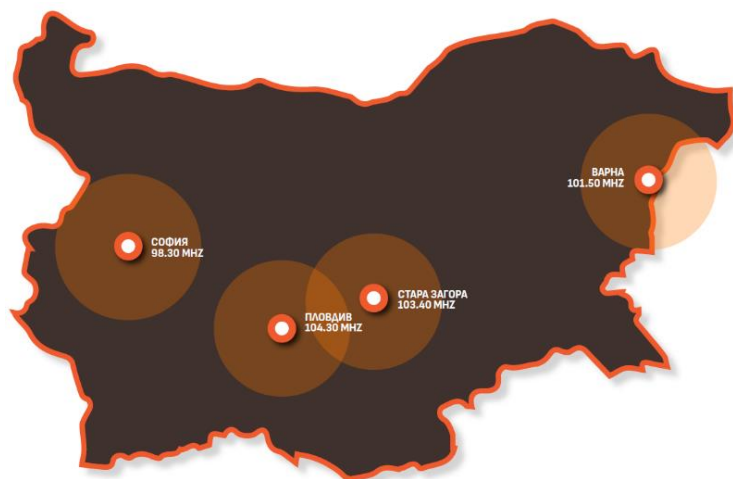 ВАРНА
101.50 MHZ
СОФИЯ
98.30 MHZ
СТАРА ЗАГОРА
103.40 MHZ
ПЛОВДИВ
104.30 MHZ